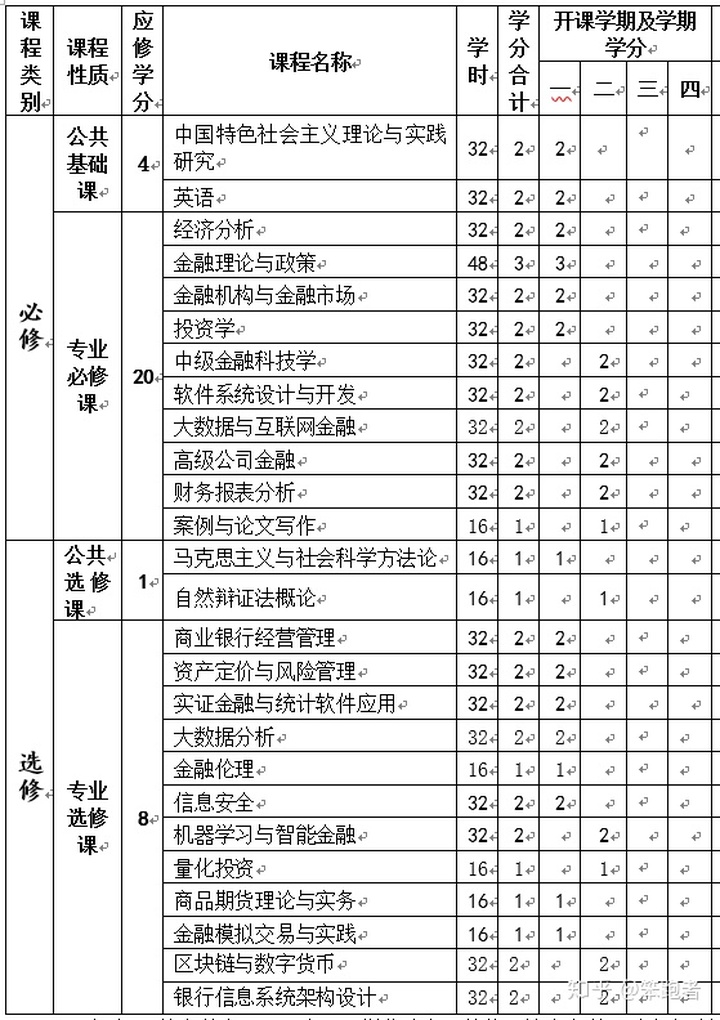 课程类别 课程性质 应修学分 课程名称 学时 学分合计 开课学期及学期学分
一 二 三 四
必修 公共基础课 4 中国特色社会主义理论与实践研究 32 2 2
英语 32 2 2
专业必修课 20 经济分析 32 2 2
金融理论与政策 48 3 3
金融机构与金融市场 32 2 2
投资学 32 2 2
中级金融科技学 32 2 2
软件系统设计与开发 32 2 2
大数据与互联网金融 32 2 2
高级公司金融 32 2 2
财务报表分析 32 2 2
案例与论文写作 16 1 1
选修 公共选修课 1 马克思主义与社会科学方法论 16 1 1
自然辩证法概论 16 1 1
专业选修课 8 商业银行经营管理 32 2 2
资产定价与风险管理 32 2 2
实证金融与统计软件应用 32 2 2
大数据分析 32 2 2
金融伦理 16 1 1
信息安全 32 2 2
机器学习与智能金融 32 2 2
量化投资 16 1 1
商品期货理论与实务 16 1 1
金融模拟交易与实践 16 1 1
区块链与数字货币 32 2 2
银行信息系统架构设计 32 2 2
知乎 @笨跑者